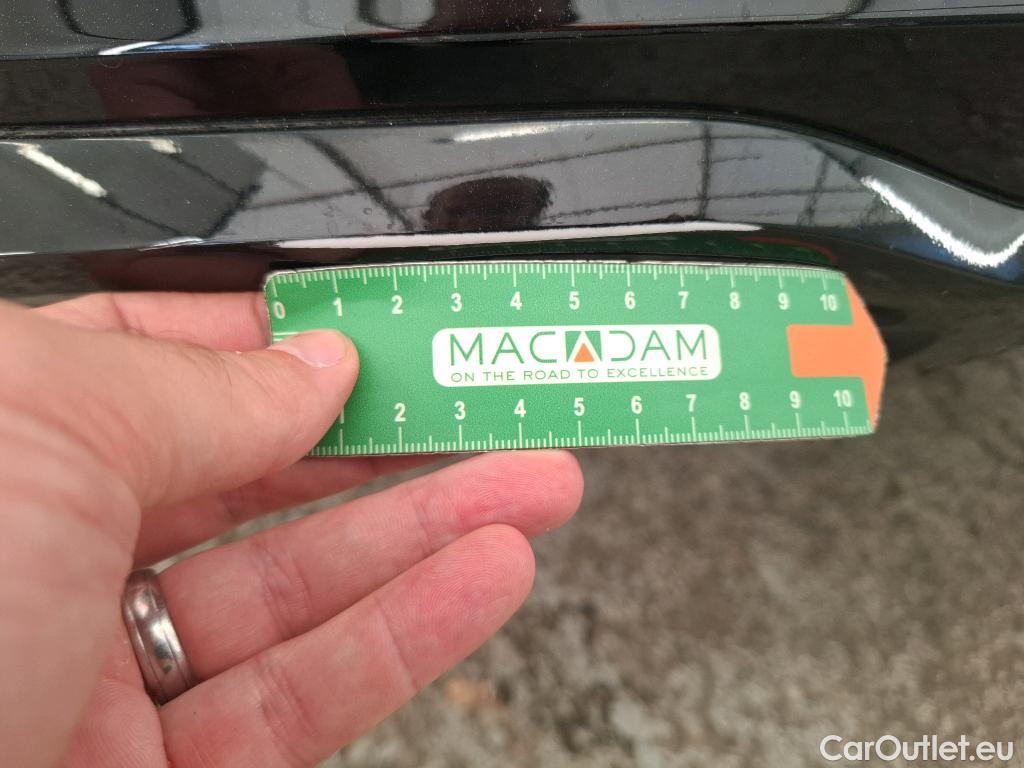 0 1 2 3 4 5 6 7 8 9 10
MACADAM
ON THE ROAD TO EXCELLENCE
1 2 3 4 5 6 7 8 9 10
CarOutlet.eu